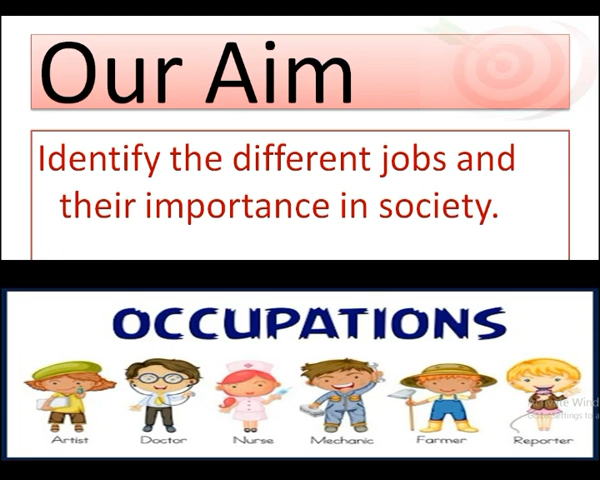 Our Aim
Identify the different jobs and
their importance in society.
OCCUPATIONS
Artist Doctor Nurse Mechanic Farmer Reporter